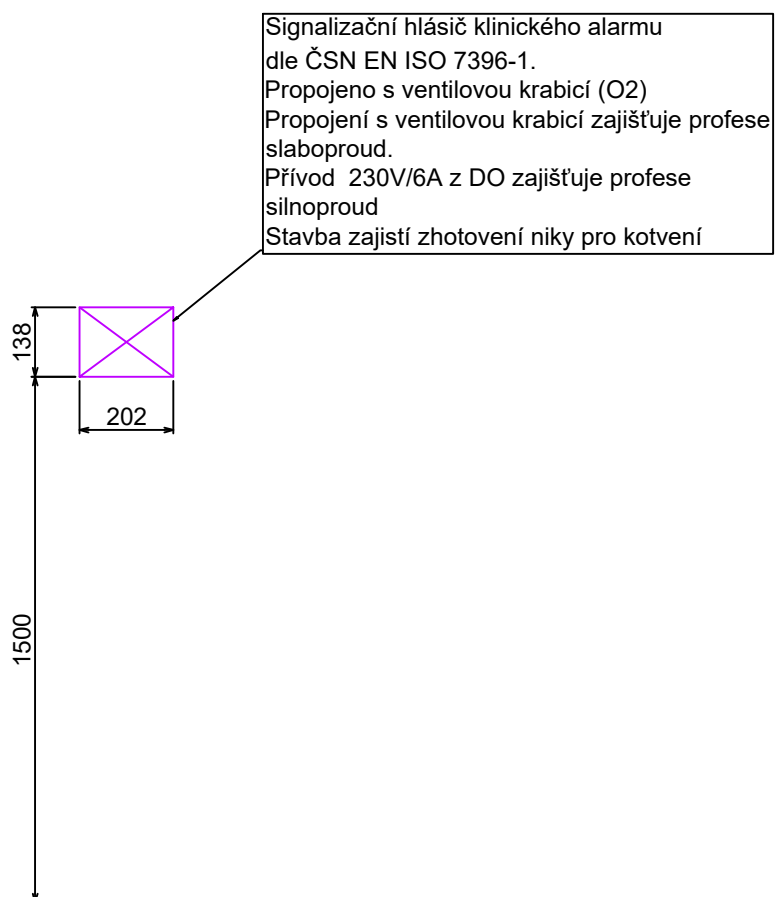 Signalizační hlásič klinického alarmu
dle ČSN EN ISO 7396-1.
Propojeno s ventilovou krabicí (O2)
Propojení s ventilovou krabicí zajišťuje profese
slaboproud.
Přívod  230V/6A z DO zajišťuje profese
silnoproud
Stavba zajistí zhotovení niky pro kotvení
138
202
1500